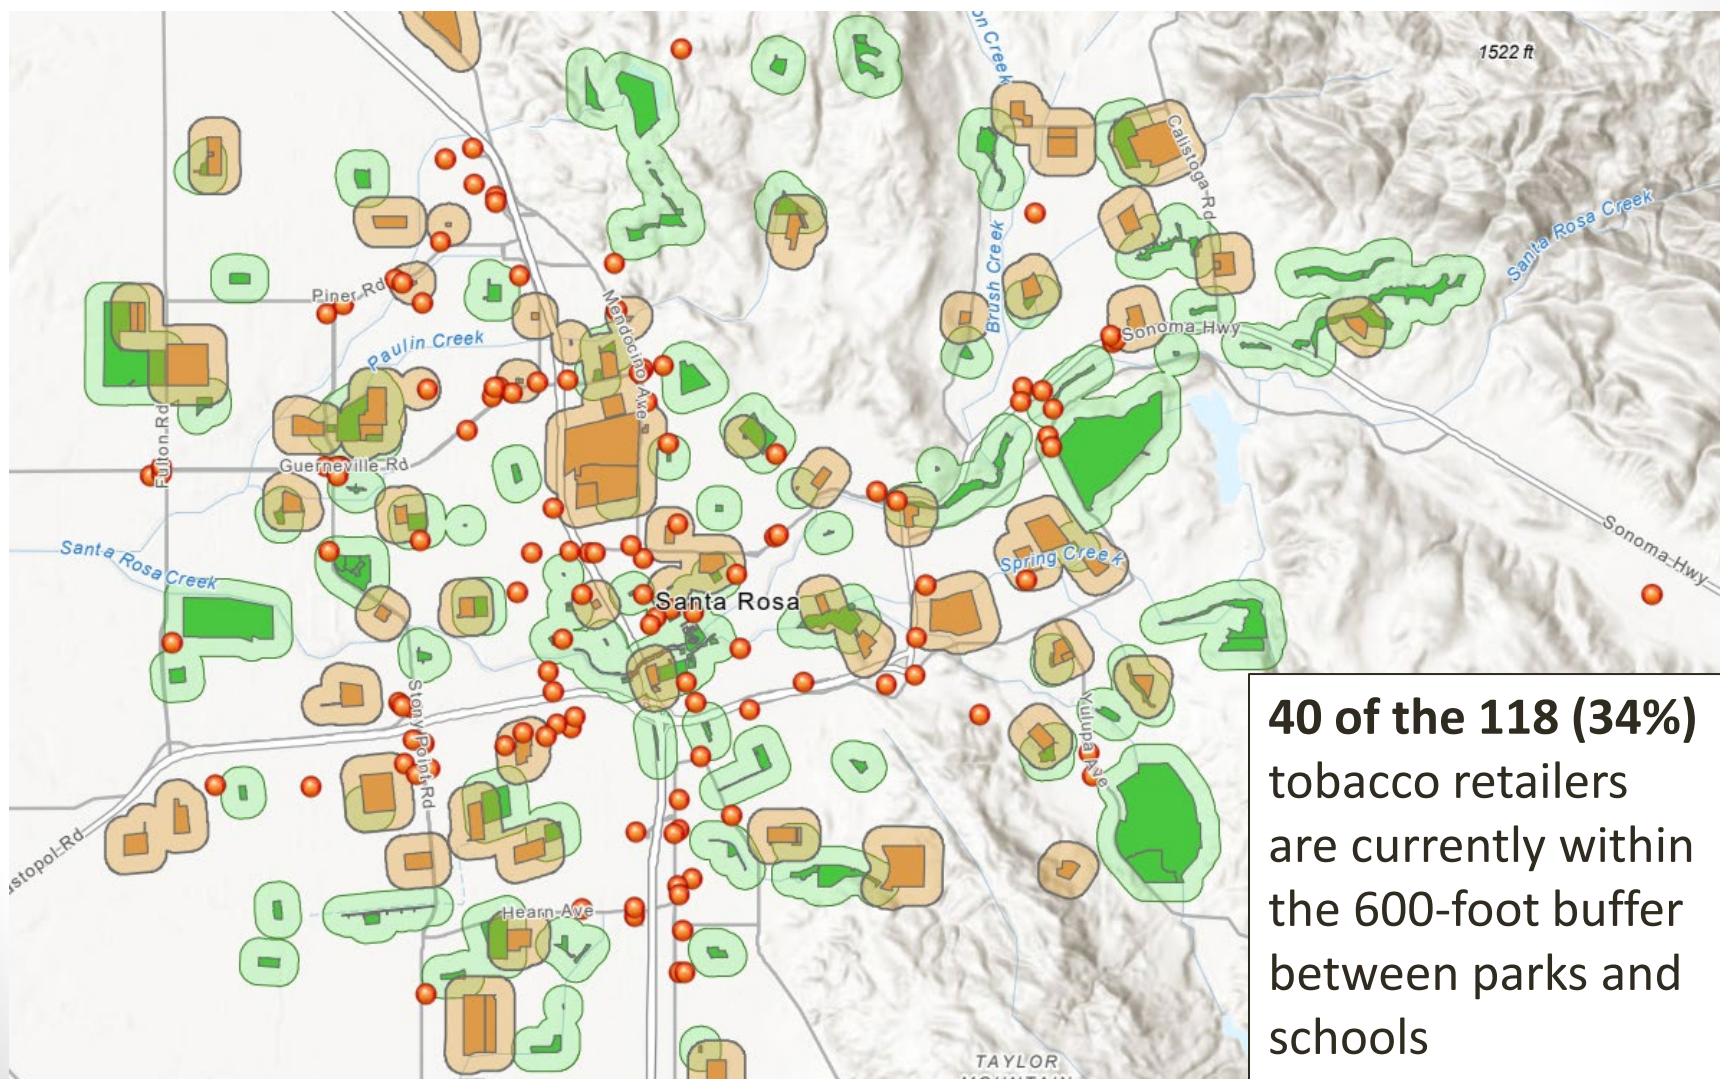 on Creek
1522 ft
Calistoga-Rd
Santa Rosa Creek
Brush Creek
Piner Rd
Mendocino Ave
Sonoma Hwy
Paulin Creek
Fulton Rd
Guerneville Rd
Sonoma-Hwy
Santa Rosa Creek
Spring Creek
Santa Rosa
Stony Point Rd
Yulupa Ave
astopol-Rd
Hearn Ave
TAYLOR
MOUNTAIN
40 of the 118 (34%)
tobacco retailers
are currently within
the 600-foot buffer
between parks and
schools